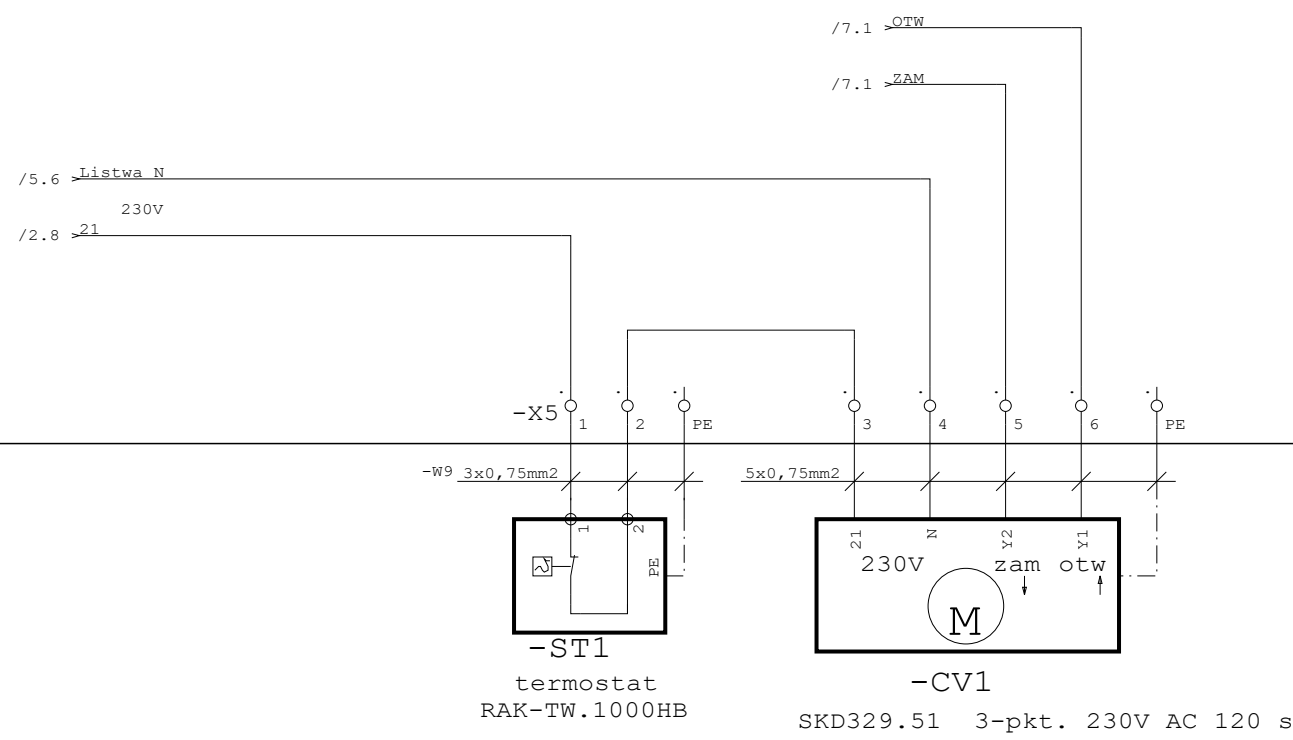 /7.1 OTW
/7.1 ZAM
/5.6 Listwa N
230V
/2.8 21
-X5 1 2 PE 3 4 5 6 PE
-W9 3x0,75mm2 5x0,75mm2
1 2 PE
21 N Y2 Y1
230V zam otw
M
-ST1
termostat
RAK-TW.1000HB
-CV1
SKD329.51 3-pkt. 230V AC 120 s